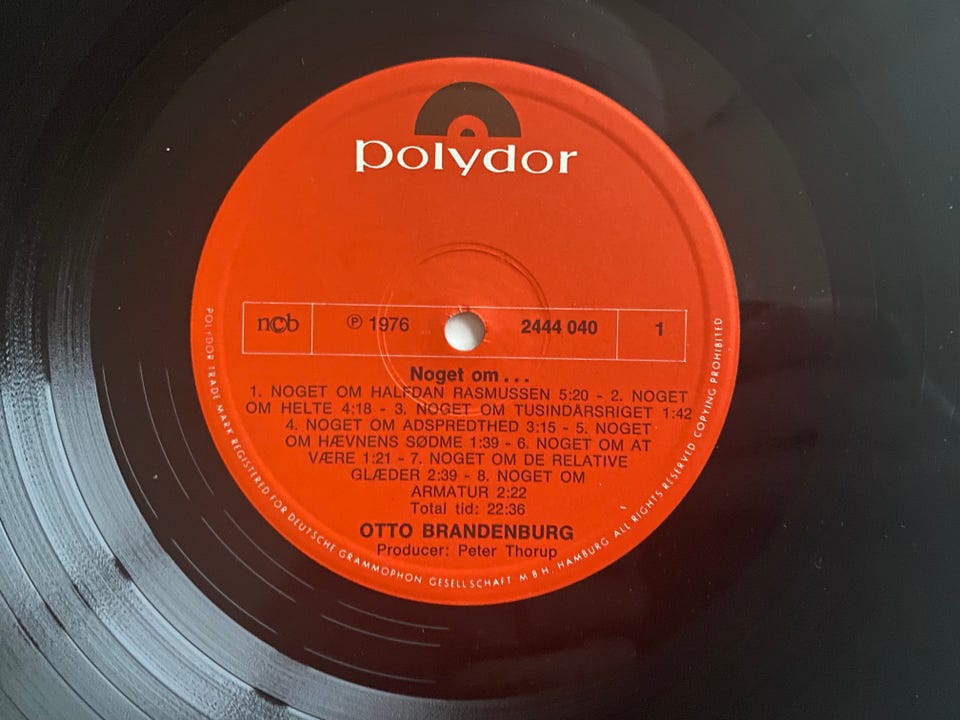 polydor
ncb ℗ 1976 2444 040 1
Noget om...
1. NOGET OM HALFDAN RASMUSSEN 5:20 - 2. NOGET
OM HELTE 4:18 - 3. NOGET OM TUSINDÅRSRIGET 1:42
4. NOGET OM ADSPREDTHED 3:15 - 5. NOGET
OM HÆVNENS SØDME 1:39 - 6. NOGET OM AT
VÆRE 1:21 - 7. NOGET OM DE RELATIVE
GLÆDER 2:39 - 8. NOGET OM
ARMATUR 2:22
Total tid: 22:36
OTTO BRANDENBURG
Producer: Peter Thorup
POLYDOR TRADE MARK REGISTERED FOR DEUTSCHE GRAMMOPHON GESELLSCHAFT M B H. HAMBURG ALL RIGHTS RESERVED COPYING PROHIBITED